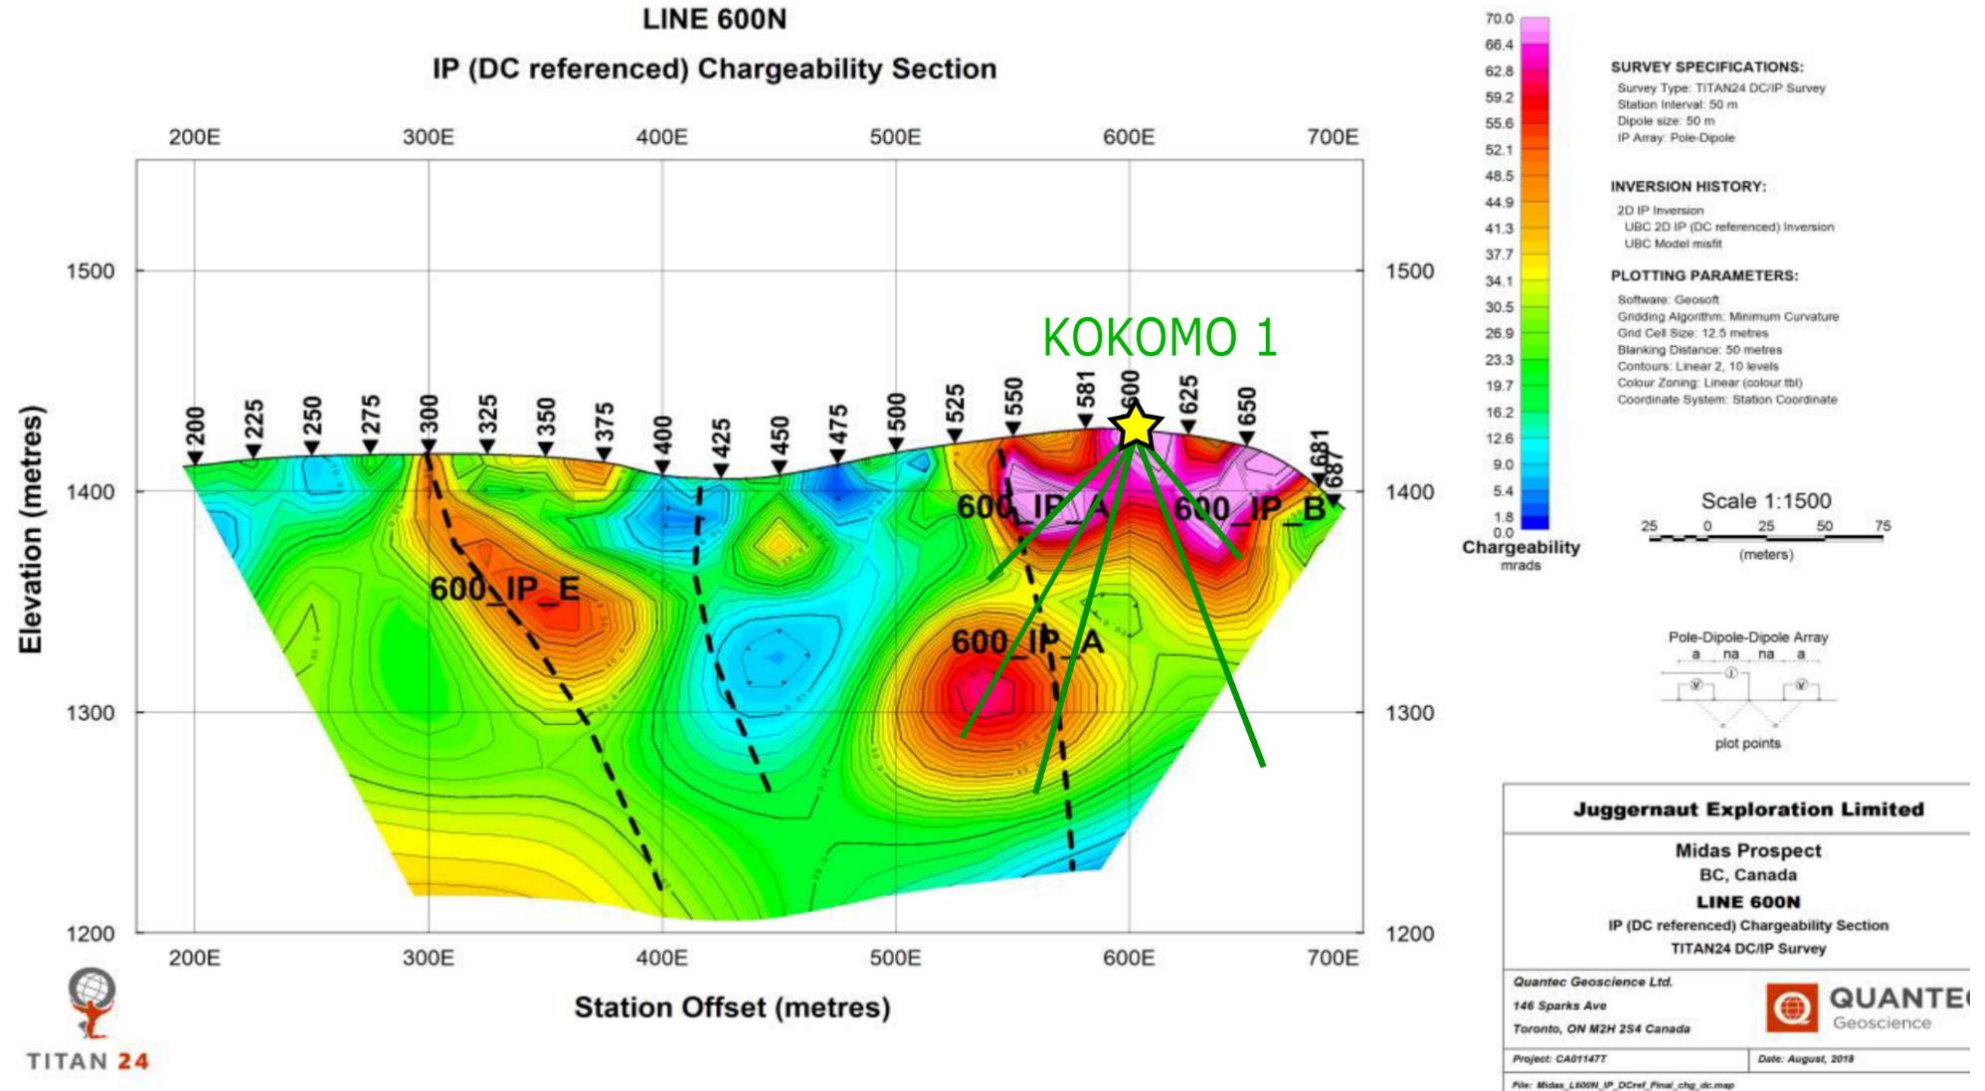 LINE 600N
IP (DC referenced) Chargeability Section
200E 300E 400E 500E 600E 700E
1500 1500
KOKOMO 1
200 225 250 275 300 325 350 375 400 425 450 475 500 525 550 581 600 625 650 681 687
1400 1400
600_IP_A 600_IP_B
600_IP_E
600_IP_A
1300 1300
1200 1200
200E 300E 400E 500E 600E 700E
Elevation (metres)
Station Offset (metres)
TITAN 24
70.0
66.4
62.8
59.2
55.6
52.1
48.5
44.9
41.3
37.7
34.1
30.5
26.9
23.3
19.7
16.2
12.6
9.0
5.4
1.8
0.0
Chargeability
mrads
SURVEY SPECIFICATIONS:
Survey Type: TITAN24 DC/IP Survey
Station Interval: 50 m
Dipole size: 50 m
IP Array: Pole-Dipole
INVERSION HISTORY:
2D IP Inversion
UBC 2D IP (DC referenced) Inversion
UBC Model misfit
PLOTTING PARAMETERS:
Software: Geosoft
Gridding Algorithm: Minimum Curvature
Grid Cell Size: 12.5 metres
Blanking Distance: 50 metres
Contours: Linear 2, 10 levels
Colour Zoning: Linear (colour tbl)
Coordinate System: Station Coordinate
Scale 1:1500
25 0 25 50 75
(meters)
Pole-Dipole-Dipole Array
a na na a
V I V
plot points
Juggernaut Exploration Limited
Midas Prospect
BC, Canada
LINE 600N
IP (DC referenced) Chargeability Section
TITAN24 DC/IP Survey
Quantec Geoscience Ltd.
146 Sparks Ave
Toronto, ON M2H 2S4 Canada
QUANTEC
Geoscience
Project: CA01147T Date: August, 2018
File: Midas_L600N_IP_DCref_Final_chg_dc.map